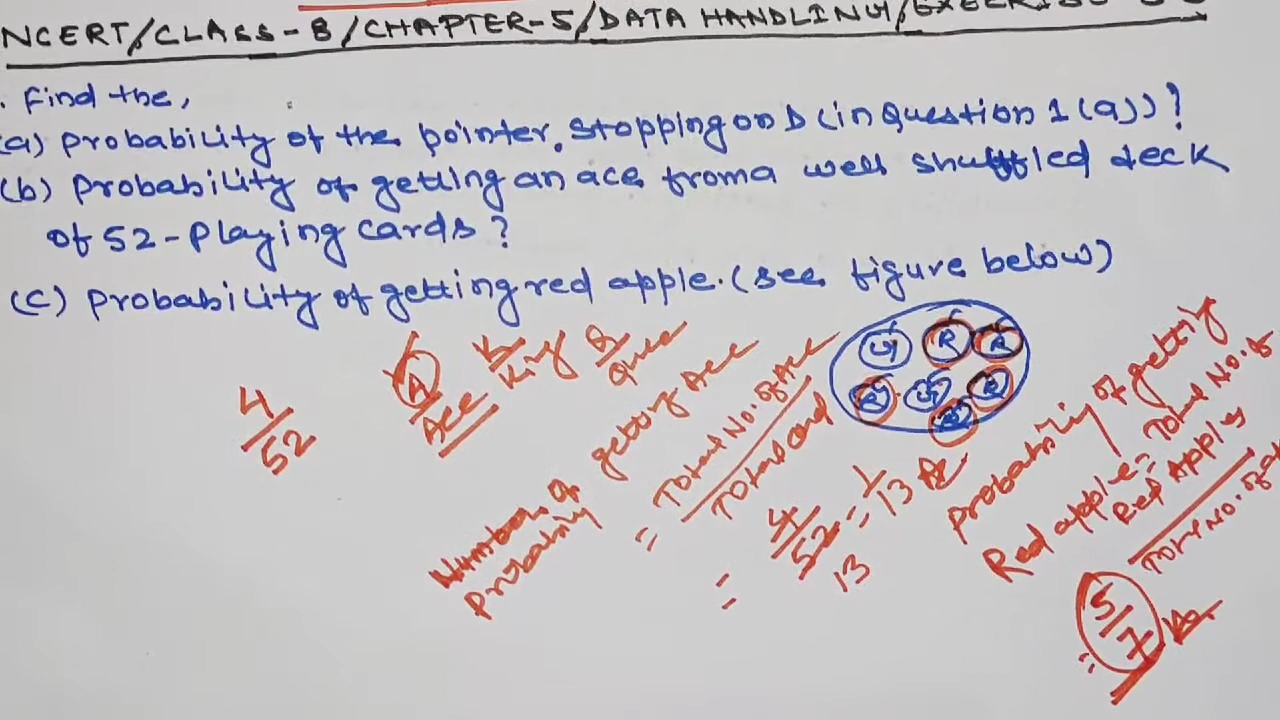 NCERT/CLASS-8/CHAPTER-5/DATA HANDLING/EXERCISE
. Find the,
(a) Probability of the pointer stopping on D (in Question 1 (a))?
(b) Probability of getting an ace from a well shuffled deck
of 52-Playing cards?
(c) Probability of getting red apple. (see figure below)
G R R
R G R
R
4/52
A
Ace
K
King
Q
Number of getting Ace
Probability
= Total No. of Ace
Total card
= 4/52 = 1/13
13
Probability of getting
Red apple = Total No. of
Red Apples
Total No. of
= 5/7